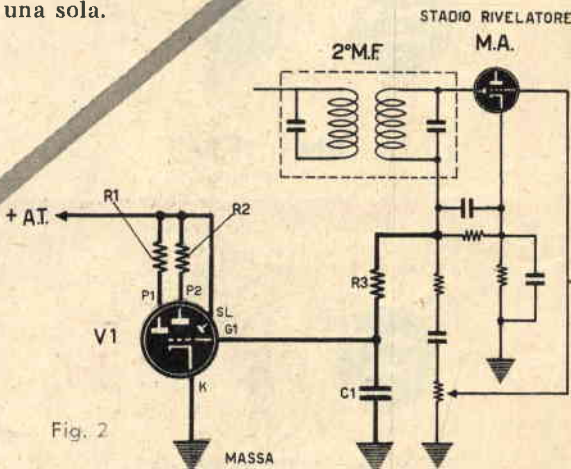 una sola.
STADIO RIVELATORE
M.A.
2° M.F.
R1
R2
+ A.T.
P1
P2
SL
G1
V1
K
R3
C1
Fig. 2
MASSA